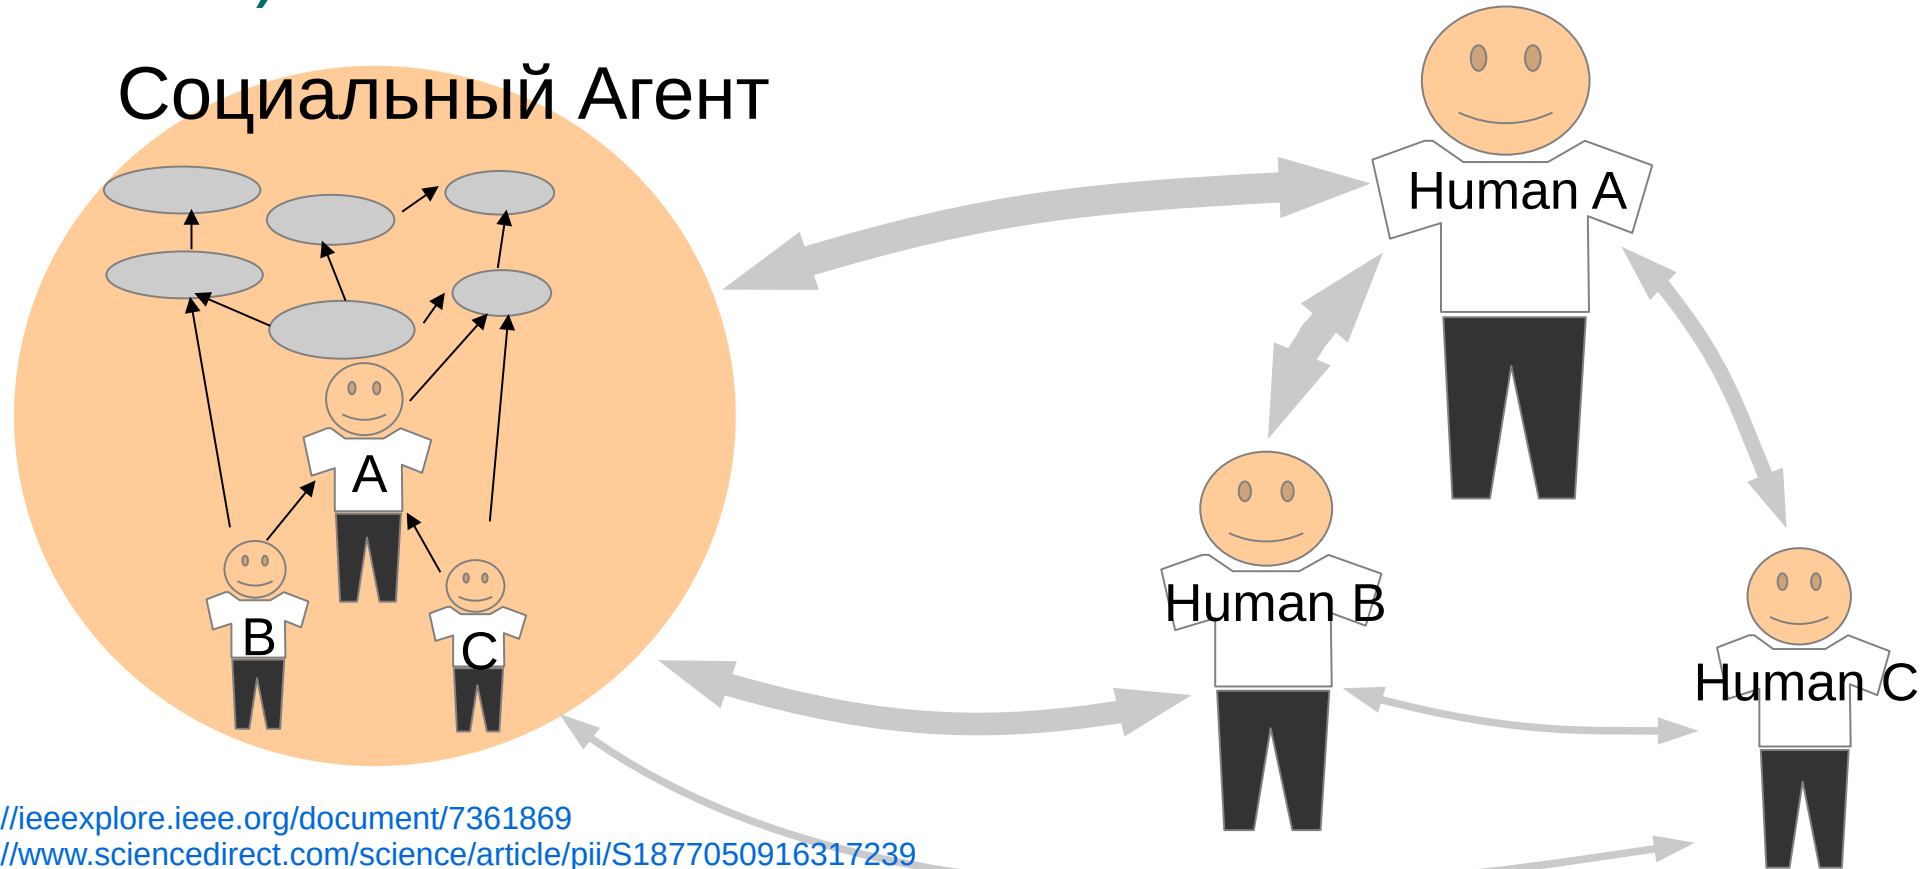 Социальный Агент
Human A
A
B
C
Human B
Human C
//ieeexplore.ieee.org/document/7361869
//www.sciencedirect.com/science/article/pii/S1877050916317239